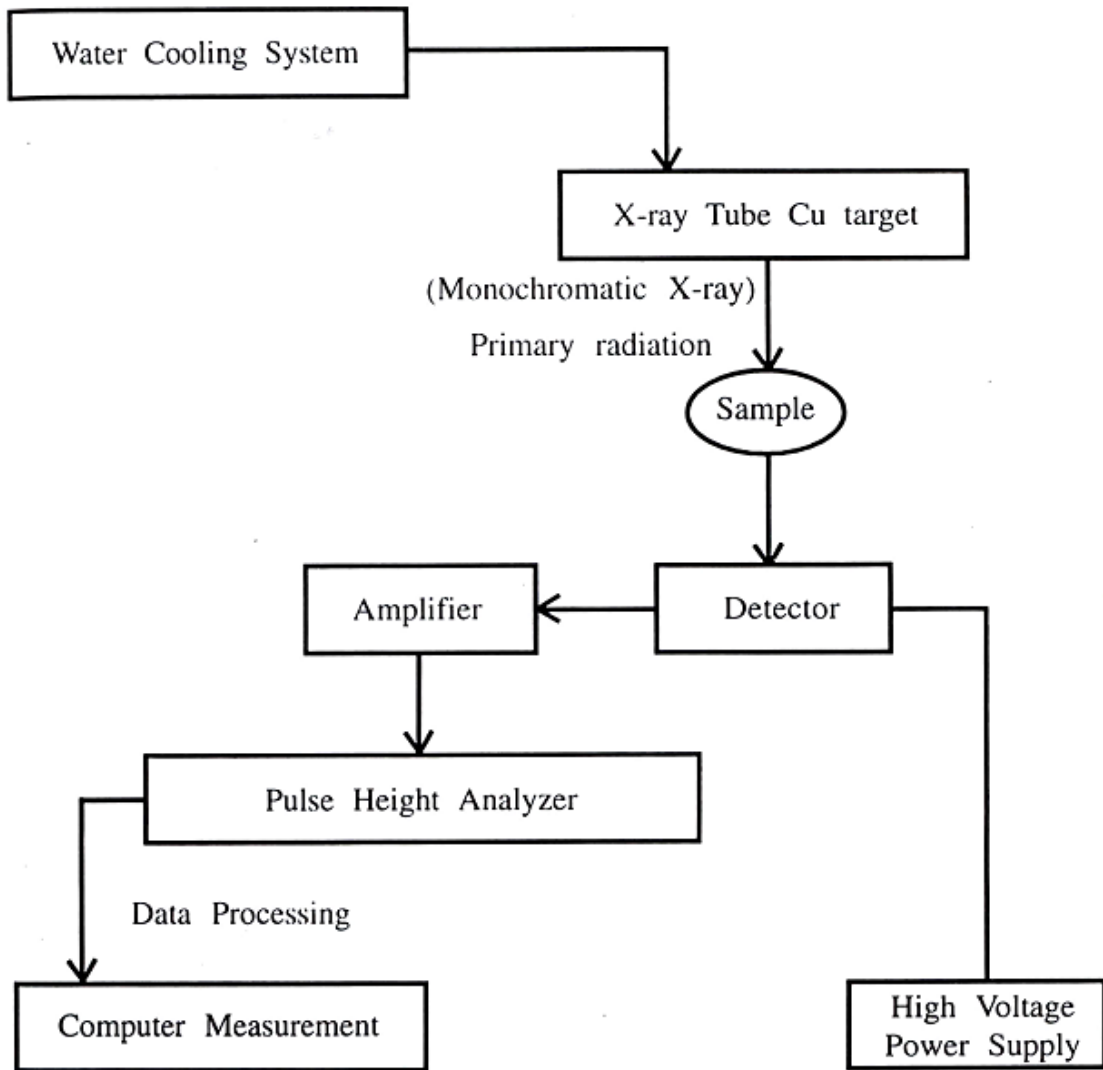 Water Cooling System
X-ray Tube Cu target
(Monochromatic X-ray)
Primary radiation
Sample
Amplifier
Detector
Pulse Height Analyzer
Data Processing
Computer Measurement
High Voltage
Power Supply